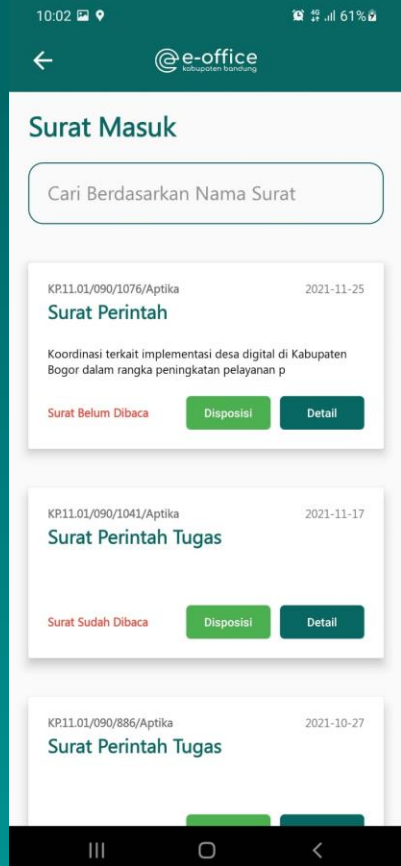 10:02 61%
e-office
kabupaten bandung
Surat Masuk
Cari Berdasarkan Nama Surat
KP.11.01/090/1076/Aptika 2021-11-25
Surat Perintah
Koordinasi terkait implementasi desa digital di Kabupaten
Bogor dalam rangka peningkatan pelayanan p
Surat Belum Dibaca Disposisi Detail
KP.11.01/090/1041/Aptika 2021-11-17
Surat Perintah Tugas
Surat Sudah Dibaca Disposisi Detail
KP.11.01/090/886/Aptika 2021-10-27
Surat Perintah Tugas